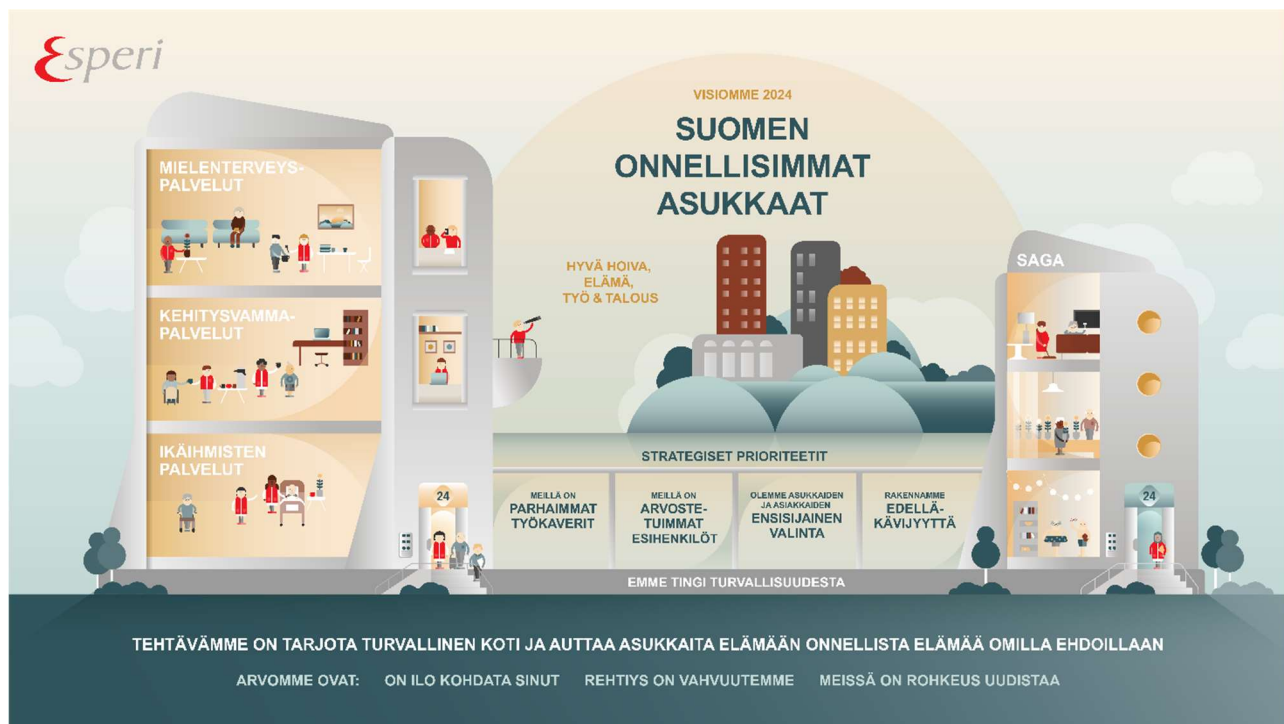 Esperi
VISIOMME 2024
SUOMEN
ONNELLISIMMAT
ASUKKAAT
HYVÄ HOIVA,
ELÄMÄ,
TYÖ & TALOUS
MIELENTERVEYS-
PALVELUT
KEHITYSVAMMA-
PALVELUT
IKÄIHMISTEN
PALVELUT
24
SAGA
24
STRATEGISET PRIORITEETIT
MEILLÄ ON
PARHAIMMAT
TYÖKAVERIT
MEILLÄ ON
ARVOSTE-
TUIMMAT
ESIHENKILÖT
OLEMME ASUKKAIDEN
JA ASIAKKAIDEN
ENSISIJAINEN
VALINTA
RAKENNAMME
EDELLÄ-
KÄVIJYYTTÄ
EMME TINGI TURVALLISUUDESTA
TEHTÄVÄMME ON TARJOTA TURVALLINEN KOTI JA AUTTAA ASUKKAITA ELÄMÄÄN ONNELLISTA ELÄMÄÄ OMILLA EHDOILLAAN
ARVOMME OVAT: ON ILO KOHDATA SINUT REHTIYS ON VAHVUUTEMME MEISSÄ ON ROHKEUS UUDISTAA